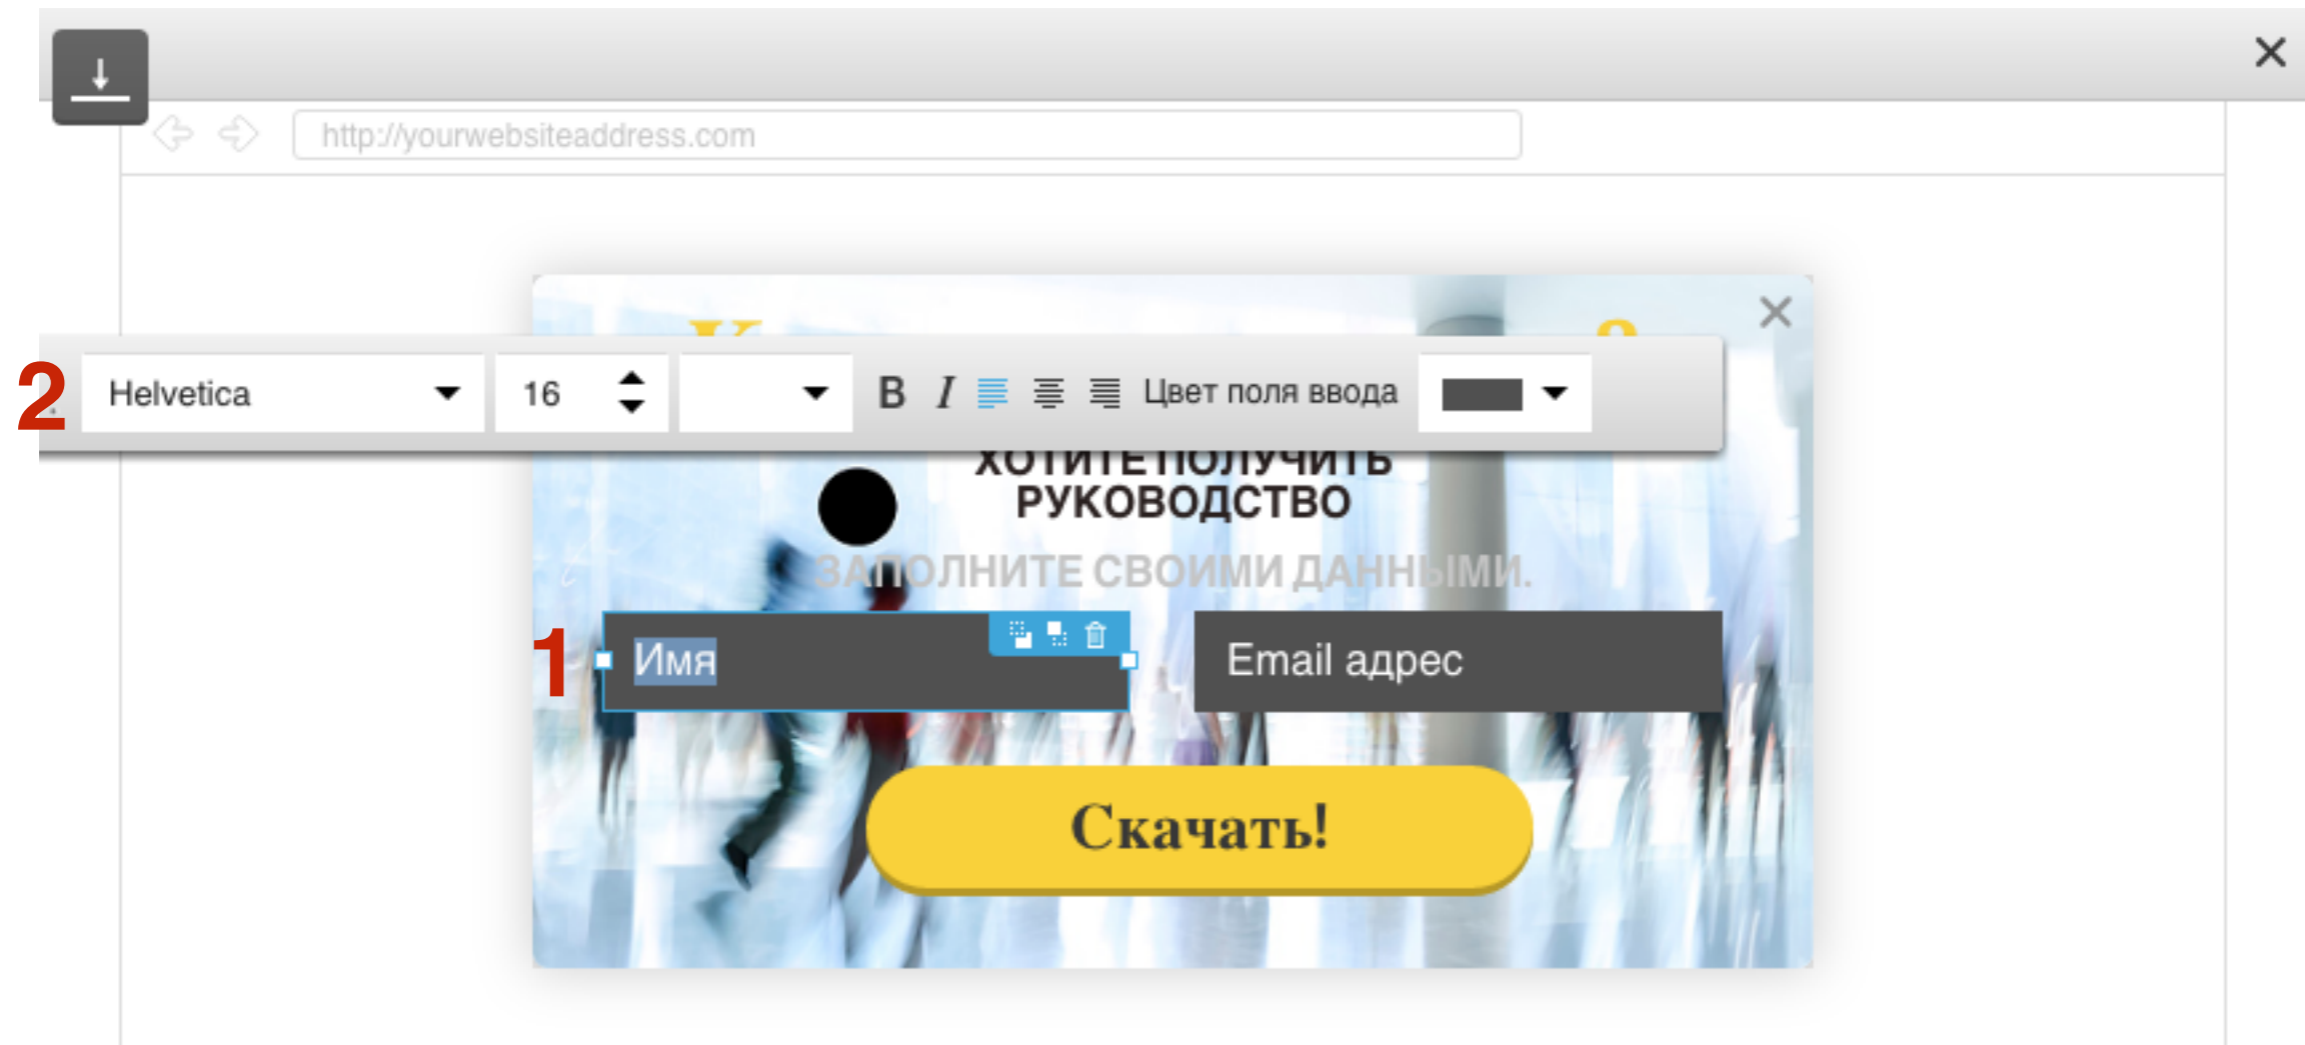 http://yourwebsiteaddress.com
2 Helvetica 16 B I Цвет поля ввода
ХОТИТЕ ПОЛУЧИТЬ
РУКОВОДСТВО
ЗАПОЛНИТЕ СВОИМИ ДАННЫМИ.
1 Имя Email адрес
Скачать!